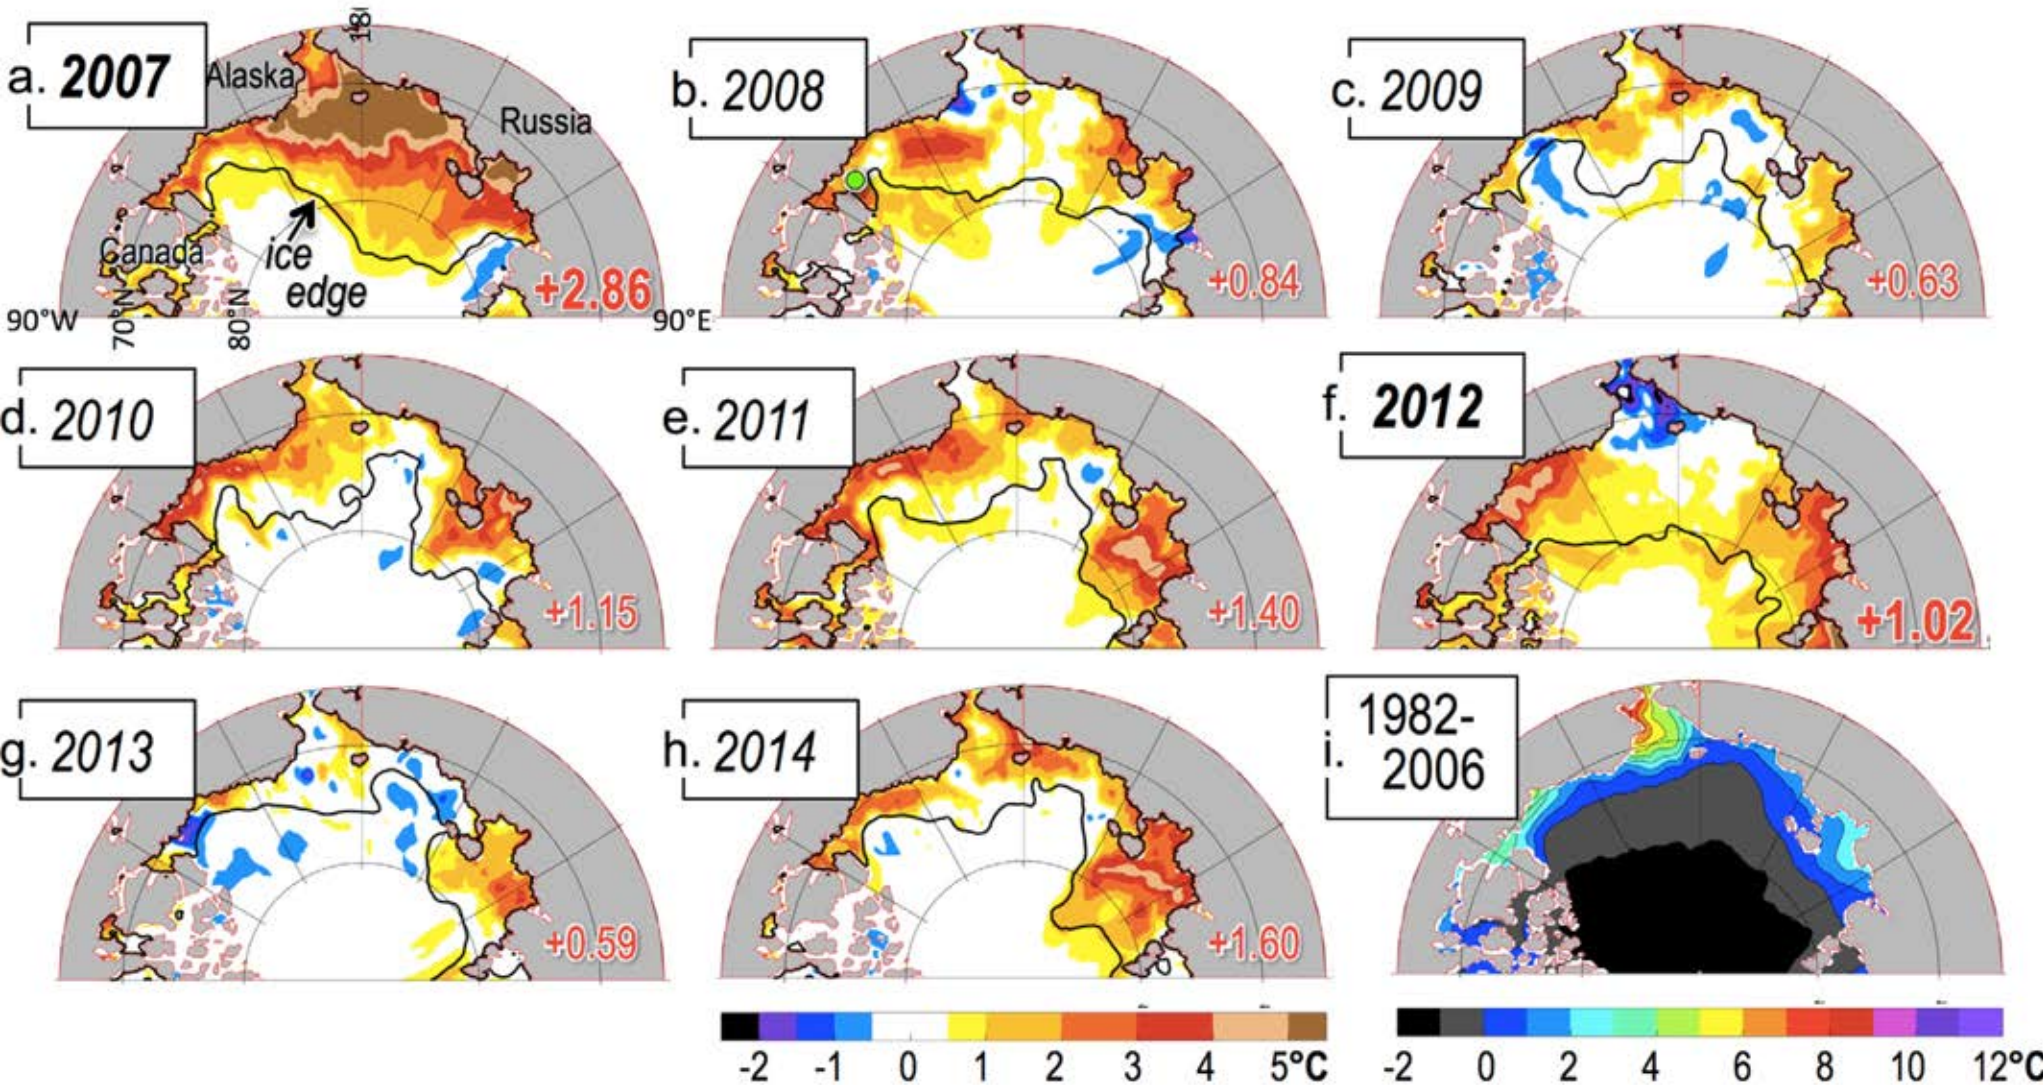 a. 2007
Alaska
18
Russia
Canada
ice
edge
+2.86
90°W
70°N
80°N
90°E
b. 2008
+0.84
c. 2009
+0.63
d. 2010
+1.15
e. 2011
+1.40
f. 2012
+1.02
g. 2013
+0.59
h. 2014
+1.60
i. 1982-
2006
-2 -1 0 1 2 3 4 5°C
-2 0 2 4 6 8 10 12°C